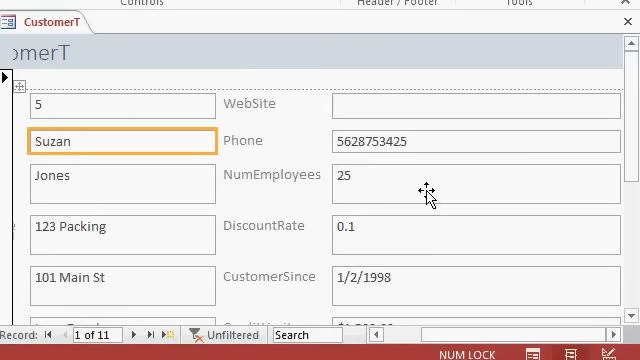 Controls Header / Footer Tools
CustomerT
omerT
5 WebSite
Suzan Phone 5628753425
Jones NumEmployees 25
123 Packing DiscountRate 0.1
101 Main St CustomerSince 1/2/1998
Record: 1 of 11 Unfiltered Search
NUM LOCK